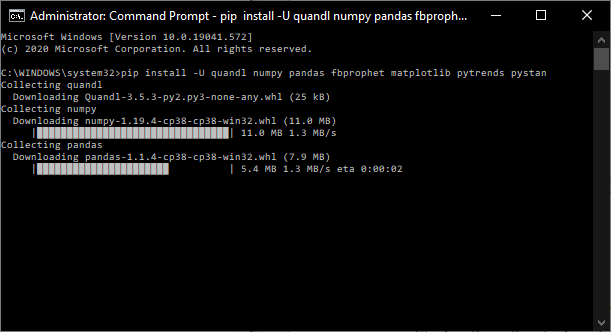 Administrator: Command Prompt - pip  install -U quandl numpy pandas fbproph...
Microsoft Windows [Version 10.0.19041.572]
(c) 2020 Microsoft Corporation. All rights reserved.
C:\WINDOWS\system32>pip install -U quandl numpy pandas fbprophet matplotlib pytrends pystan
Collecting quandl
  Downloading Quandl-3.5.3-py2.py3-none-any.whl (25 kB)
Collecting numpy
  Downloading numpy-1.19.4-cp38-cp38-win32.whl (11.0 MB)
     |████████████████████████████████| 11.0 MB 1.3 MB/s
Collecting pandas
  Downloading pandas-1.1.4-cp38-cp38-win32.whl (7.9 MB)
     |██████████████████████          | 5.4 MB 1.3 MB/s eta 0:00:02